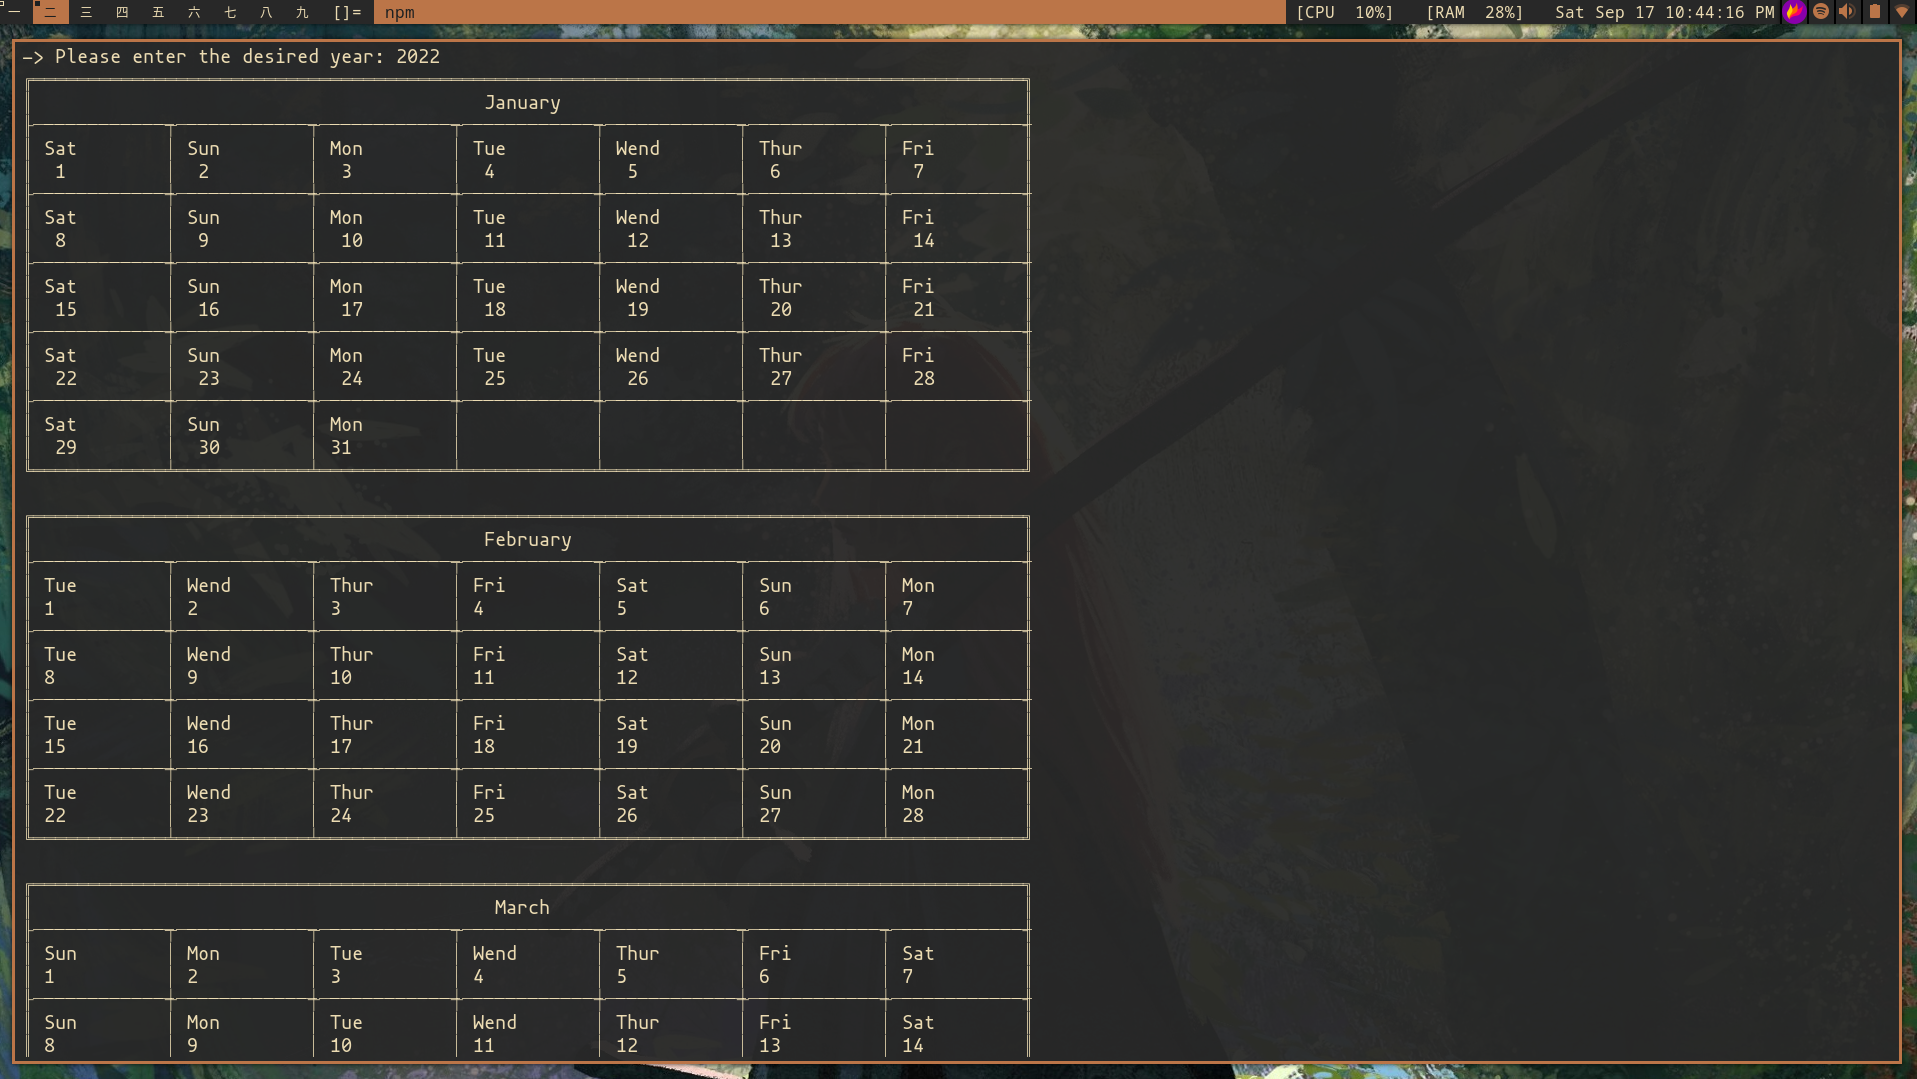 一 二 三 四 五 六 七 八 九 []= npm [CPU 10%] [RAM 28%] Sat Sep 17 10:44:16 PM
—> Please enter the desired year: 2022
January
Sat Sun Mon Tue Wend Thur Fri
1 2 3 4 5 6 7
Sat Sun Mon Tue Wend Thur Fri
8 9 10 11 12 13 14
Sat Sun Mon Tue Wend Thur Fri
15 16 17 18 19 20 21
Sat Sun Mon Tue Wend Thur Fri
22 23 24 25 26 27 28
Sat Sun Mon
29 30 31
February
Tue Wend Thur Fri Sat Sun Mon
1 2 3 4 5 6 7
Tue Wend Thur Fri Sat Sun Mon
8 9 10 11 12 13 14
Tue Wend Thur Fri Sat Sun Mon
15 16 17 18 19 20 21
Tue Wend Thur Fri Sat Sun Mon
22 23 24 25 26 27 28
March
Sun Mon Tue Wend Thur Fri Sat
1 2 3 4 5 6 7
Sun Mon Tue Wend Thur Fri Sat
8 9 10 11 12 13 14